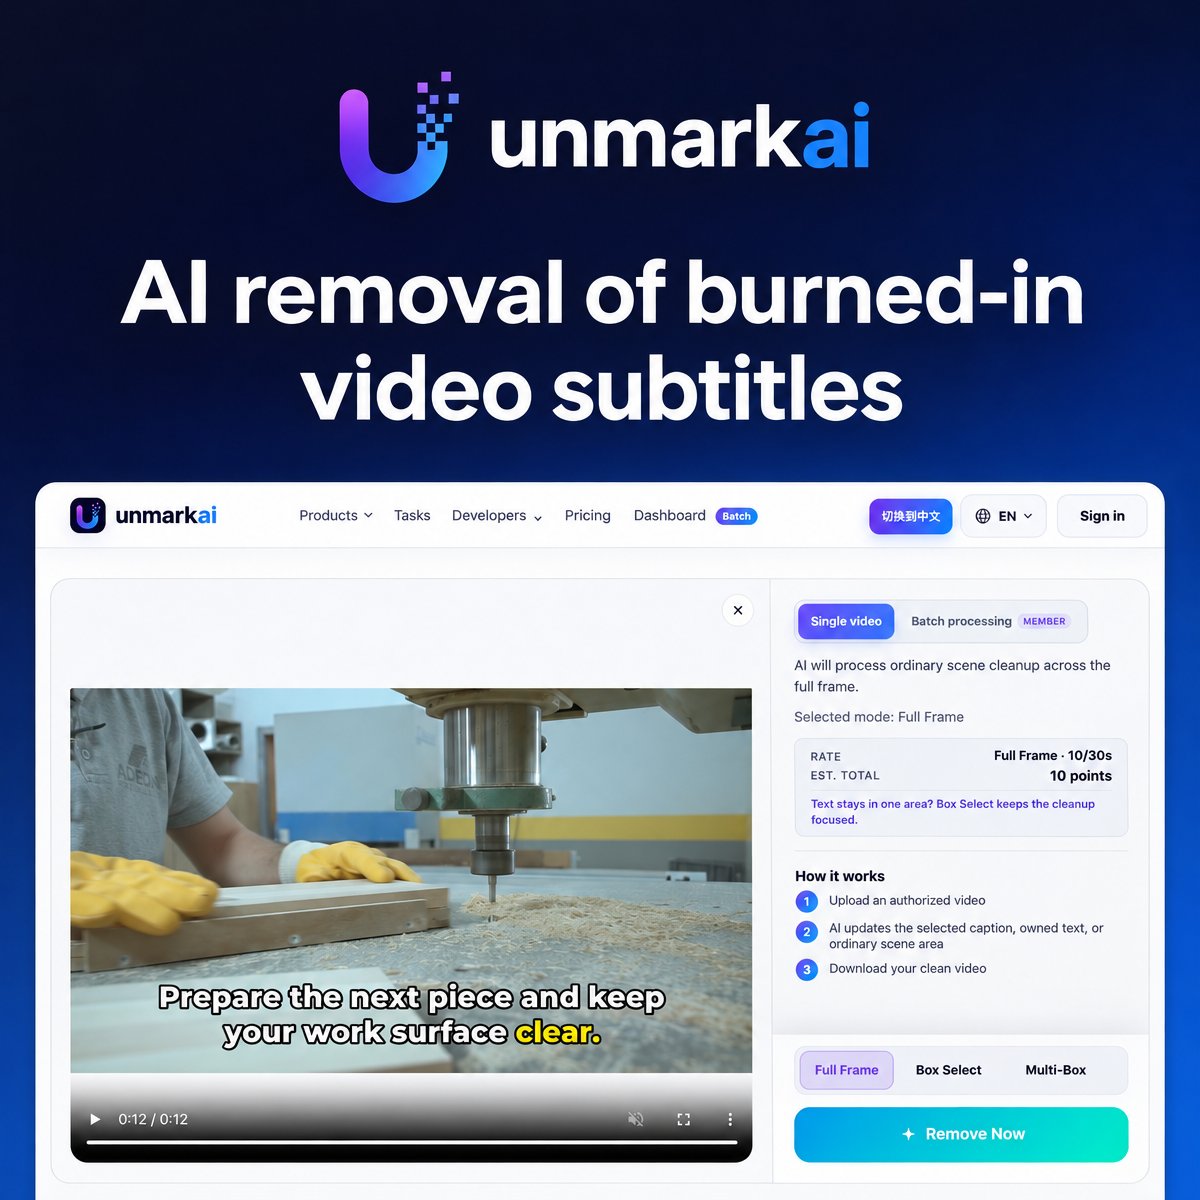 unmarkai
AI removal of burned-in
video subtitles
unmarkai
Products
Tasks
Developers
Pricing
Dashboard
Batch
切换到中文
EN
Sign in
Single video
Batch processing
MEMBER
AI will process ordinary scene cleanup across the
full frame.
Selected mode: Full Frame
RATE
Full Frame · 10/30s
EST. TOTAL
10 points
Text stays in one area? Box Select keeps the cleanup
focused.
How it works
1 Upload an authorized video
2 AI updates the selected caption, owned text, or
ordinary scene area
3 Download your clean video
Prepare the next piece and keep
your work surface clear.
0:12 / 0:12
Full Frame
Box Select
Multi-Box
Remove Now